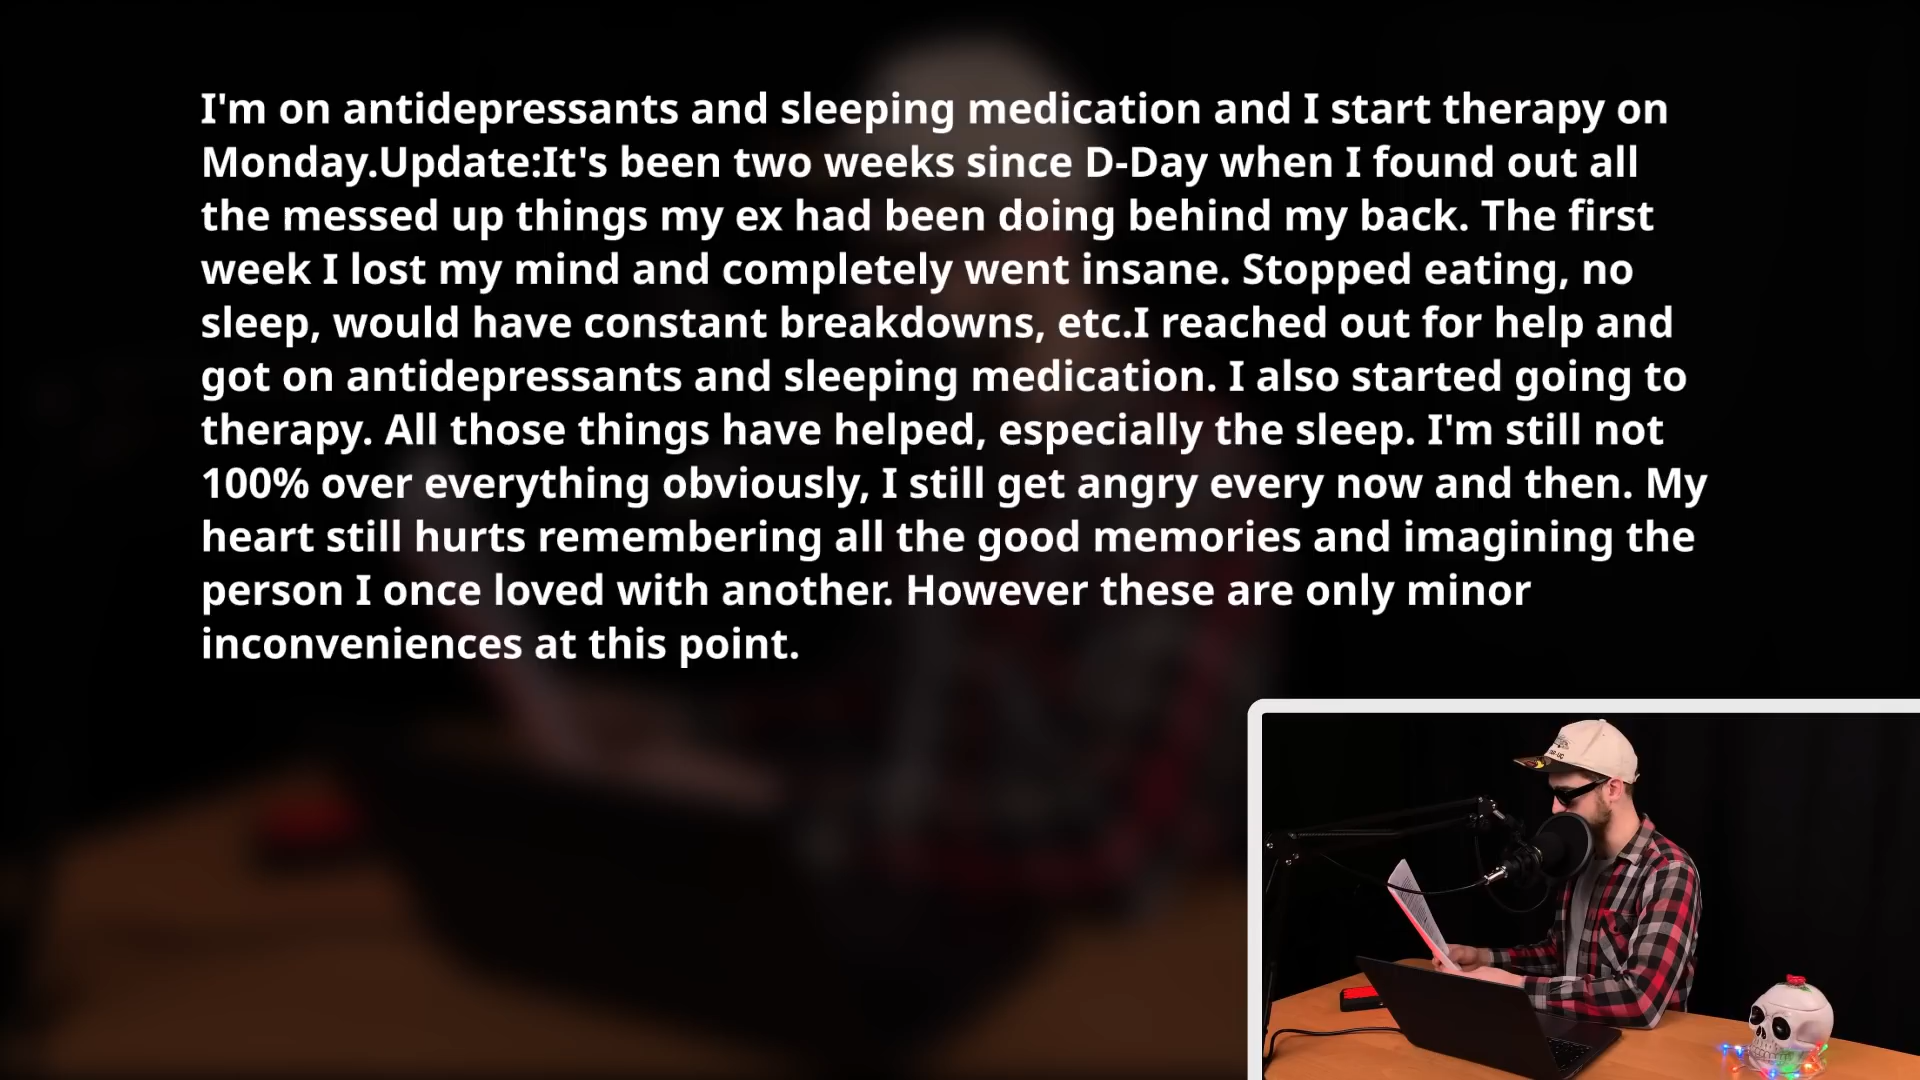 I'm on antidepressants and sleeping medication and I start therapy on
Monday.Update:It's been two weeks since D-Day when I found out all
the messed up things my ex had been doing behind my back. The first
week I lost my mind and completely went insane. Stopped eating, no
sleep, would have constant breakdowns, etc.I reached out for help and
got on antidepressants and sleeping medication. I also started going to
therapy. All those things have helped, especially the sleep. I'm still not
100% over everything obviously, I still get angry every now and then. My
heart still hurts remembering all the good memories and imagining the
person I once loved with another. However these are only minor
inconveniences at this point.